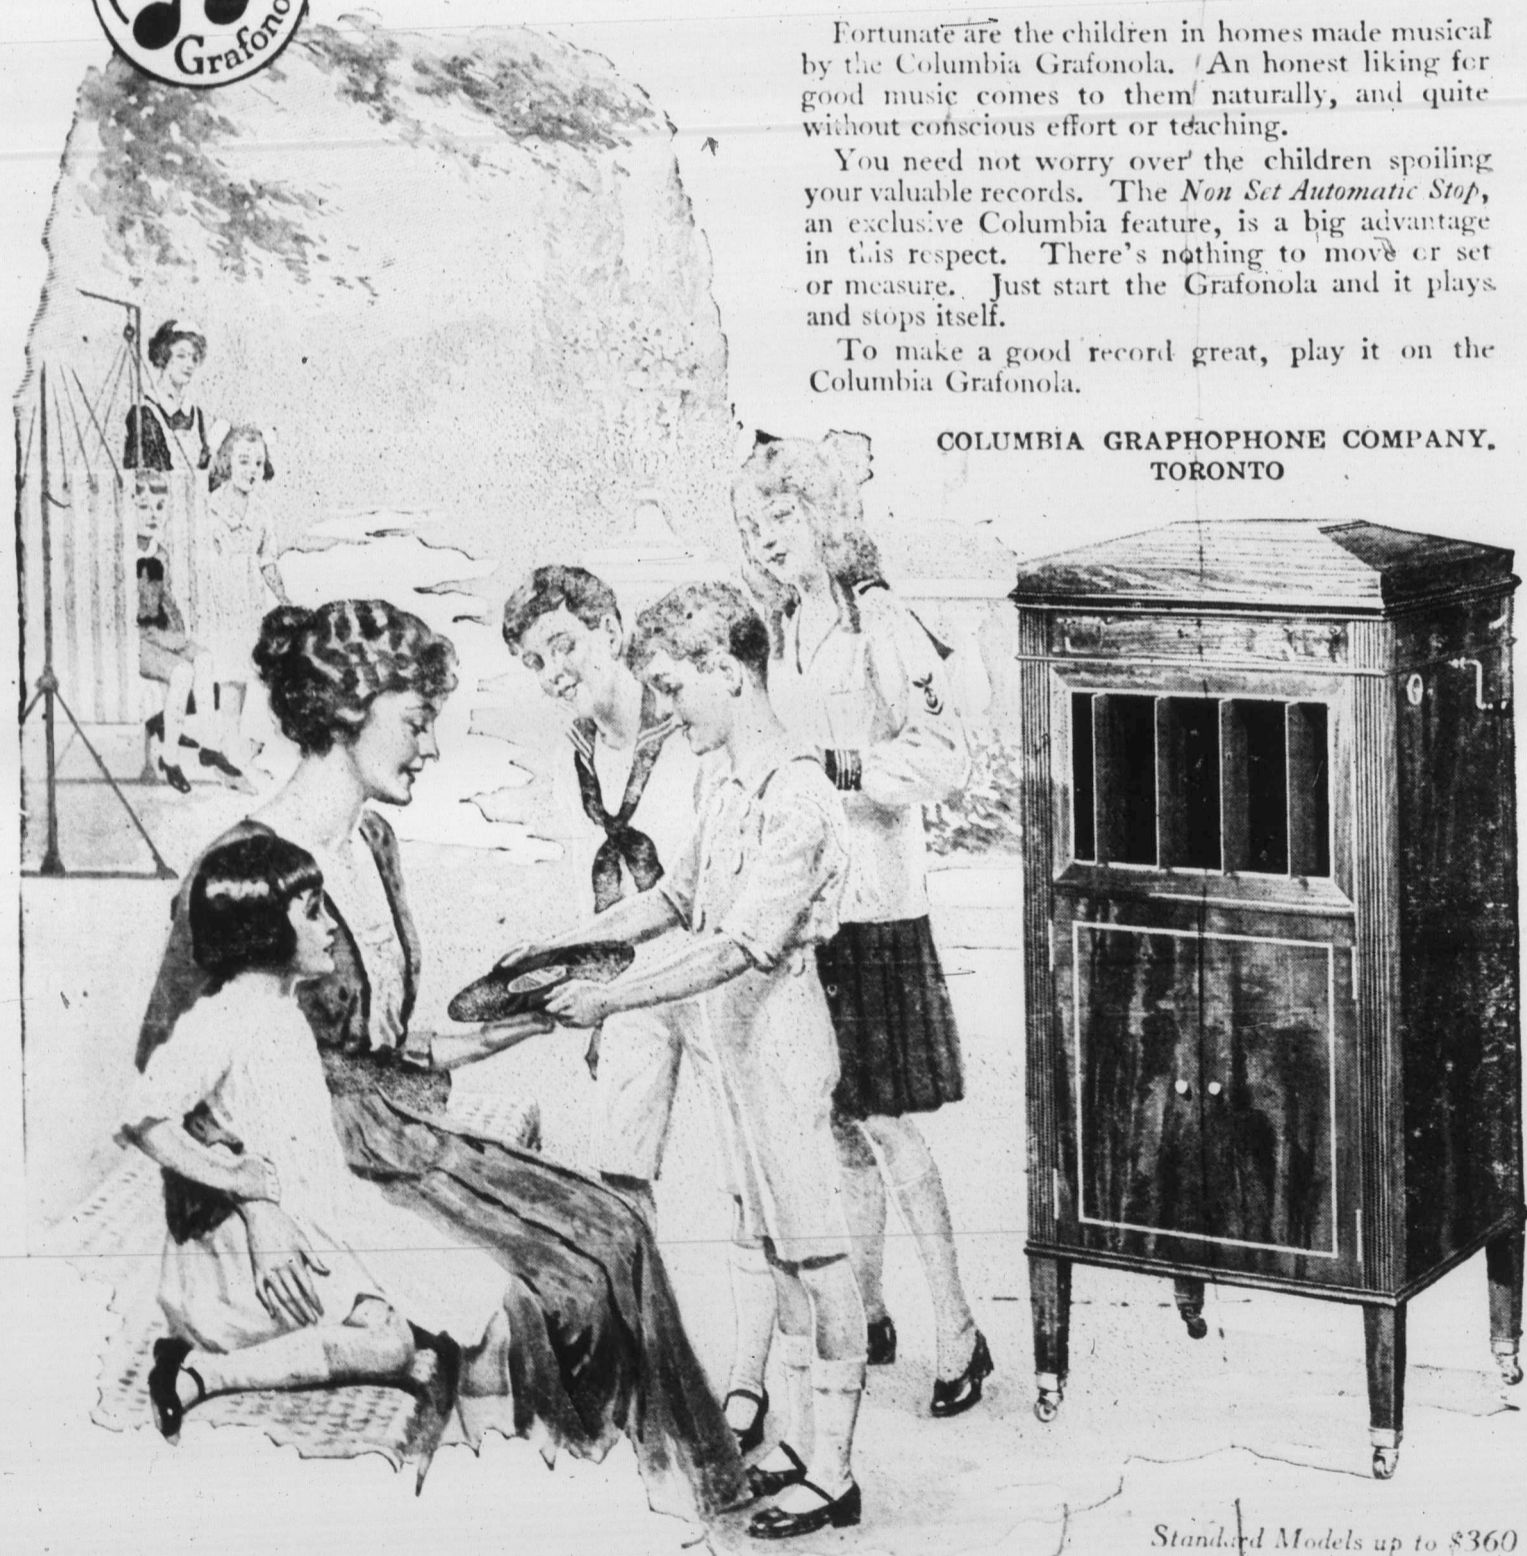 Grafono
Fortunate are the children in homes made musical
by the Columbia Grafonola. An honest liking for
good music comes to them naturally, and quite
without conscious effort or teaching.
You need not worry over the children spoiling
your valuable records. The Non Set Automatic Stop,
an exclusive Columbia feature, is a big advantage
in this respect. There's nothing to move or set
or measure. Just start the Grafonola and it plays
and stops itself.
To make a good record great, play it on the
Columbia Grafonola.
COLUMBIA GRAPHOPHONE COMPANY.
TORONTO
Standard Models up to $360